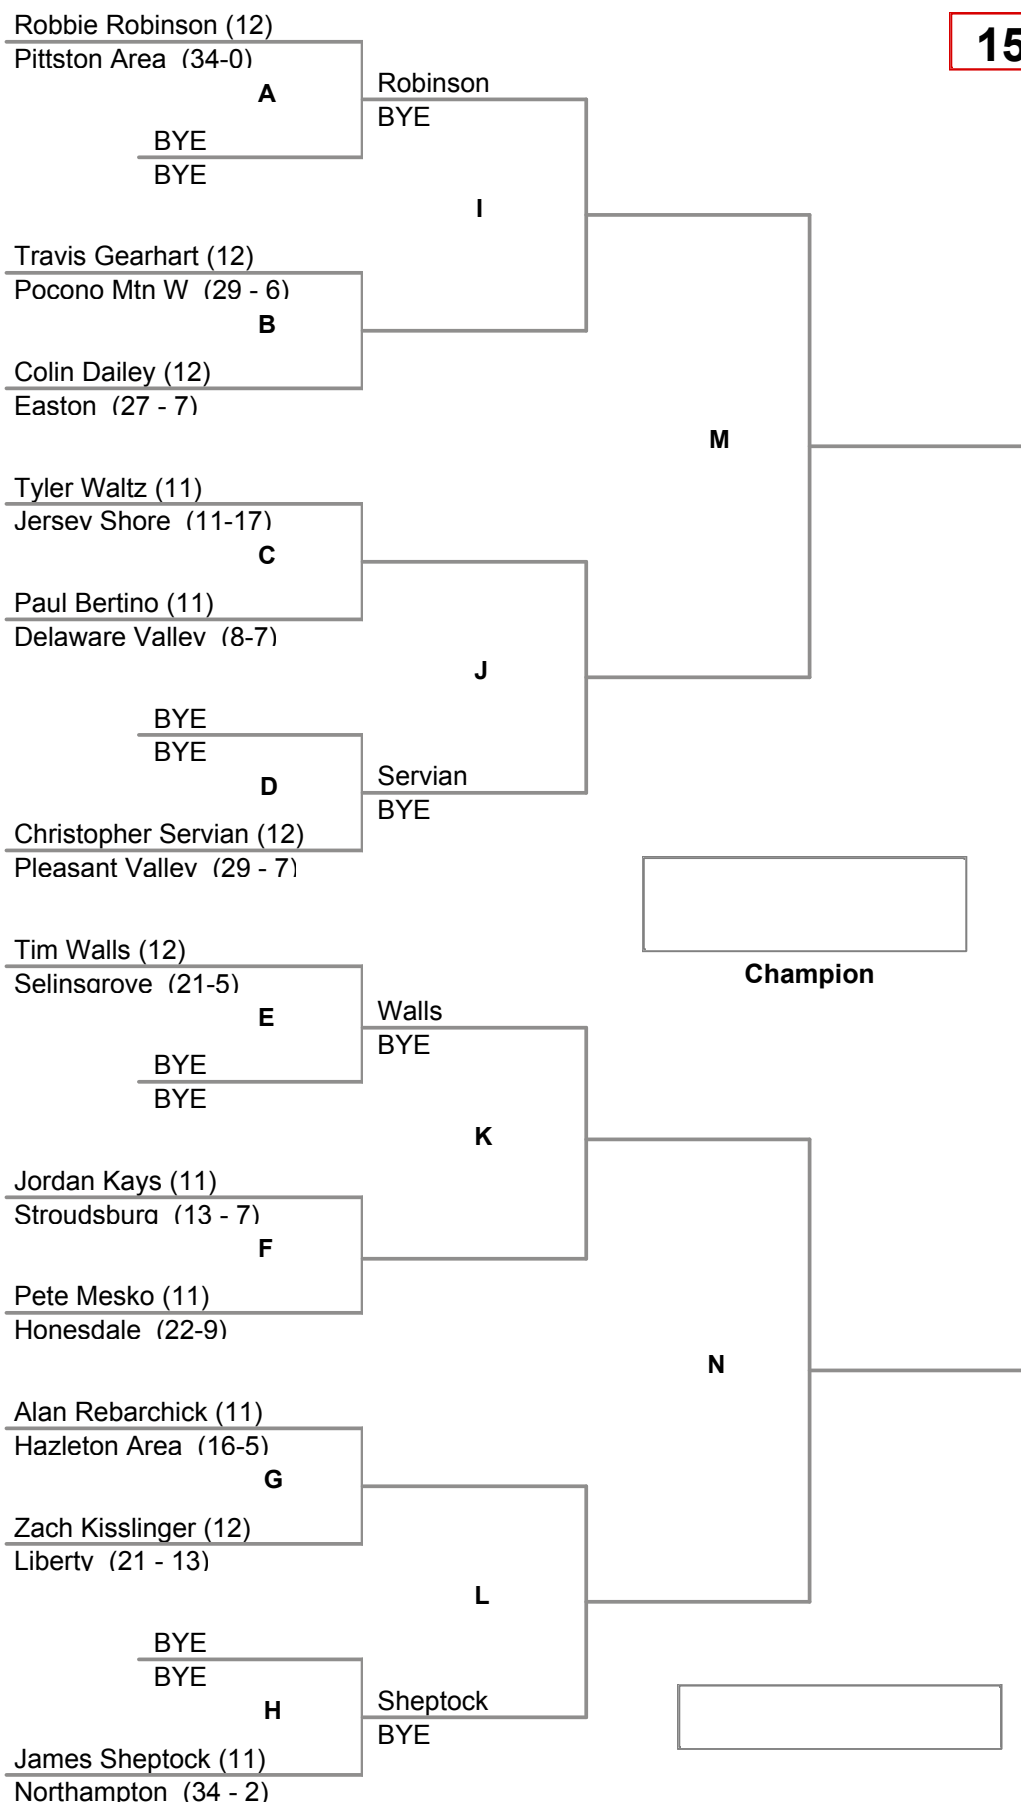 Robbie Robinson (12)
15
Pittston Area (34-0)
Robinson
A
BYE
BYE
BYE
I
Travis Gearhart (12)
Pocono Mtn W (29 - 6)
B
Colin Dailey (12)
Easton (27 - 7)
M
Tyler Waltz (11)
Jersey Shore (11-17)
C
Paul Bertino (11)
Delaware Valley (8-7)
J
BYE
BYE
Servian
D
BYE
Christopher Servian (12)
Pleasant Valley (29 - 7)
Tim Walls (12)
Champion
Selinsgrove (21-5)
Walls
E
BYE
BYE
BYE
K
Jordan Kays (11)
Stroudsburg (13 - 7)
F
Pete Mesko (11)
Honesdale (22-9)
N
Alan Rebarchick (11)
Hazleton Area (16-5)
G
Zach Kisslinger (12)
Liberty (21 - 13)
L
BYE
BYE
Sheptock
H
BYE
James Sheptock (11)
Northampton (34 - 2)